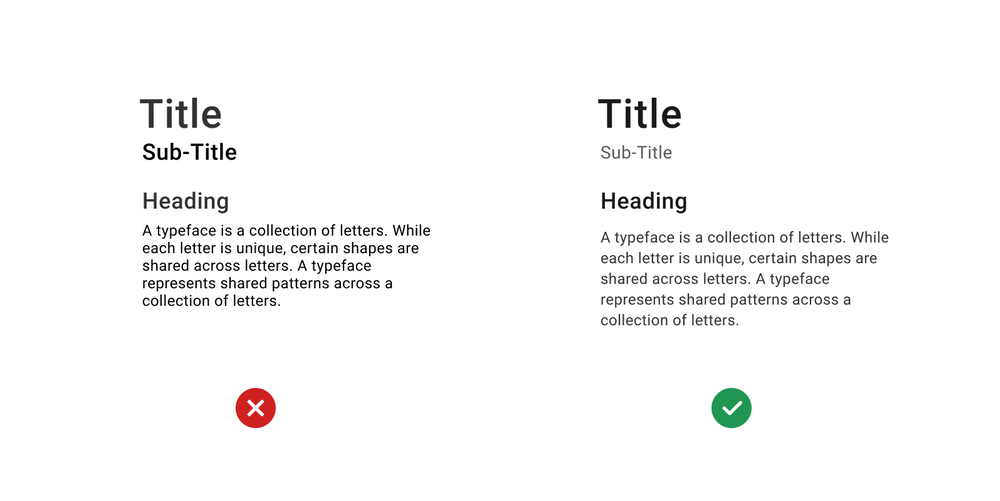 Title
Sub-Title
Heading
A typeface is a collection of letters. While
each letter is unique, certain shapes are
shared across letters. A typeface
represents shared patterns across a
collection of letters.
Title
Sub-Title
Heading
A typeface is a collection of letters. While
each letter is unique, certain shapes are
shared across letters. A typeface
represents shared patterns across a
collection of letters.